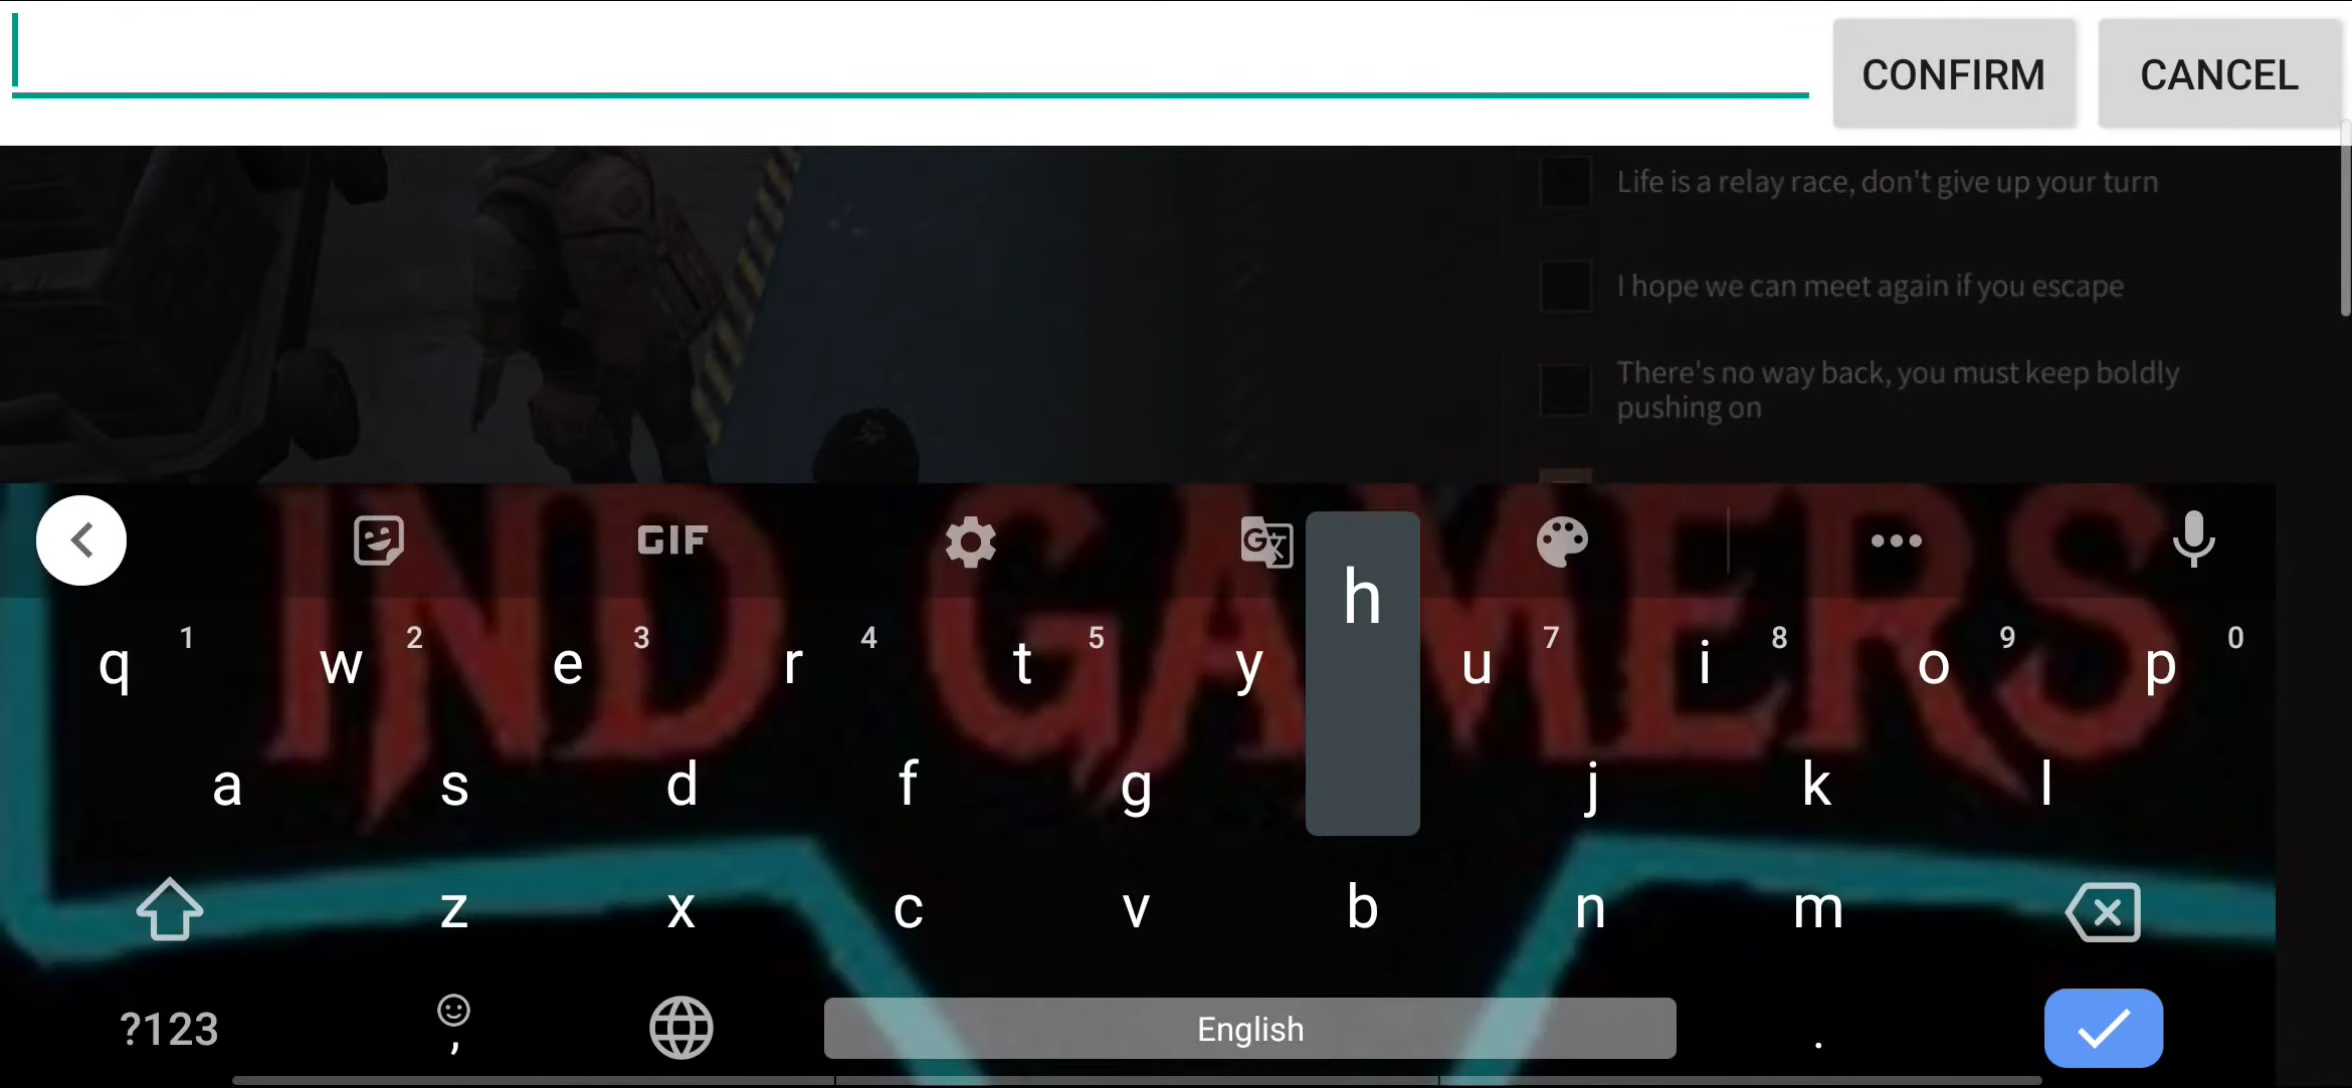 CONFIRM CANCEL
Life is a relay race, don't give up your turn
I hope we can meet again if you escape
There's no way back, you must keep boldly
pushing on
IND GAMERS
GIF G
h
q 1 w 2 e 3 r 4 t 5 y u 7 i 8 o 9 p 0
a s d f g j k l
z x c v b n m
?123 , English .